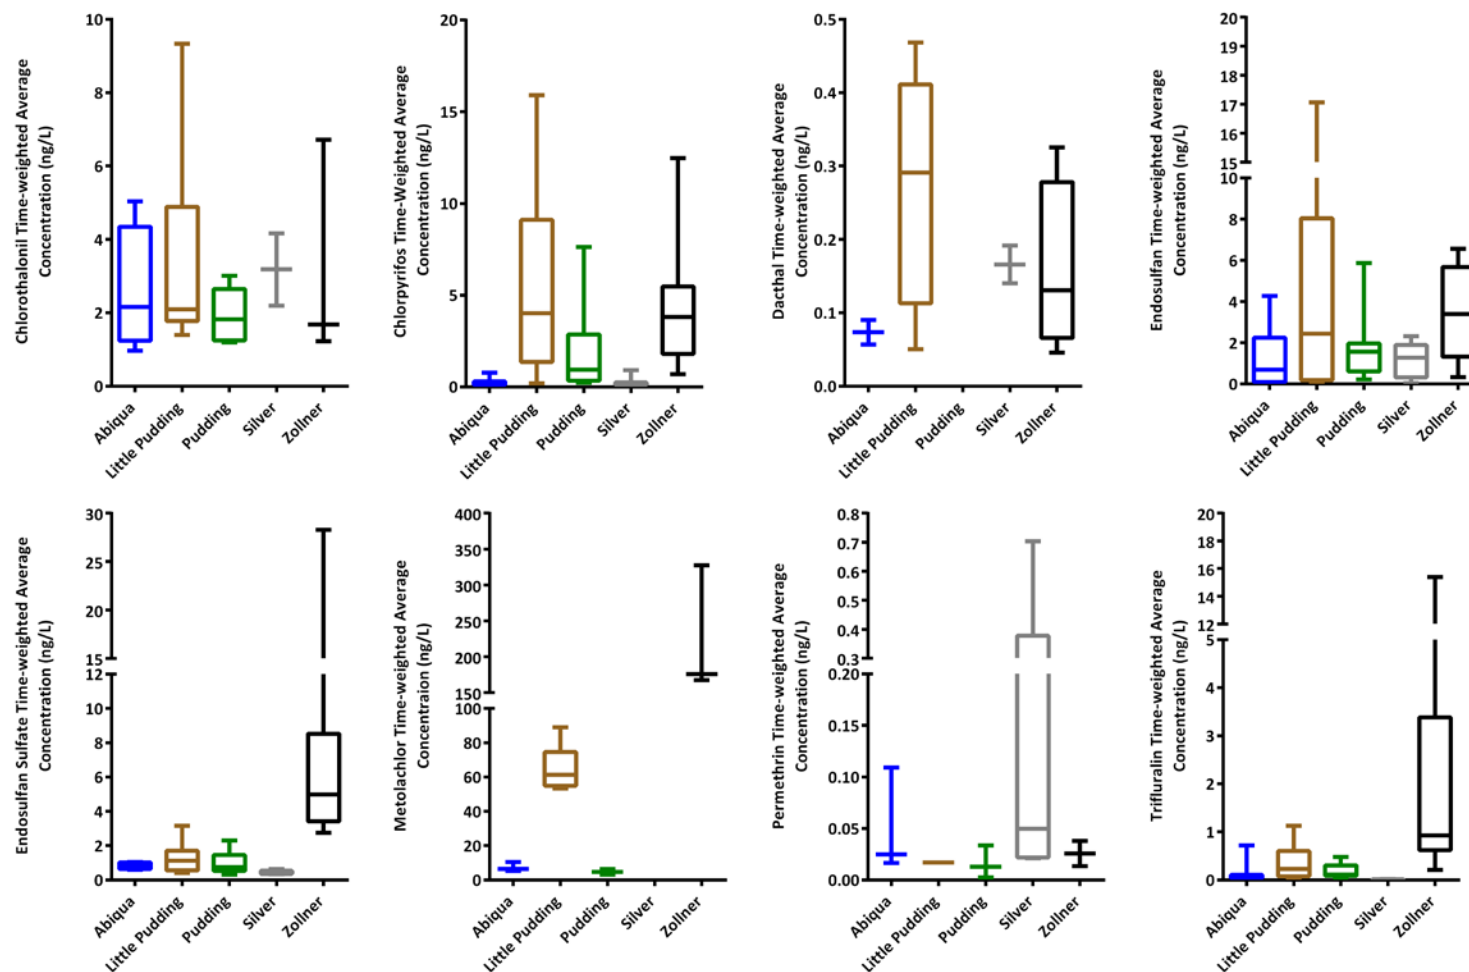 Chlorothalonil Time-weighted Average
Concentration (ng/L)
10
8
6
4
2
0
Abiqua
Little Pudding
Pudding
Silver
Zollner
Chlorpyrifos Time-Weighted Average
Concentration (ng/L)
20
15
10
5
0
Abiqua
Little Pudding
Pudding
Silver
Zollner
Dacthal Time-weighted Average
Concentration (ng/L)
0.5
0.4
0.3
0.2
0.1
0.0
Abiqua
Little Pudding
Pudding
Silver
Zollner
Endosulfan Time-weighted Average
Concentration (ng/L)
20
19
18
17
16
15
10
8
6
4
2
0
Abiqua
Little Pudding
Pudding
Silver
Zollner
Endosulfan Sulfate Time-weighted Average
Concentration (ng/L)
30
25
20
15
12
10
8
6
4
2
0
Abiqua
Little Pudding
Pudding
Silver
Zollner
Metolachlor Time-weighted Average
Concentraion (ng/L)
400
350
300
250
200
150
100
80
60
40
20
0
Abiqua
Little Pudding
Pudding
Silver
Zollner
Permethrin Time-weighted Average
Concentration (ng/L)
0.8
0.7
0.6
0.5
0.4
0.3
0.20
0.15
0.10
0.05
0.00
Abiqua
Little Pudding
Pudding
Silver
Zollner
Trifluralin Time-weighted Average
Concentration (ng/L)
20
18
16
14
12
5
4
3
2
1
0
Abiqua
Little Pudding
Pudding
Silver
Zollner